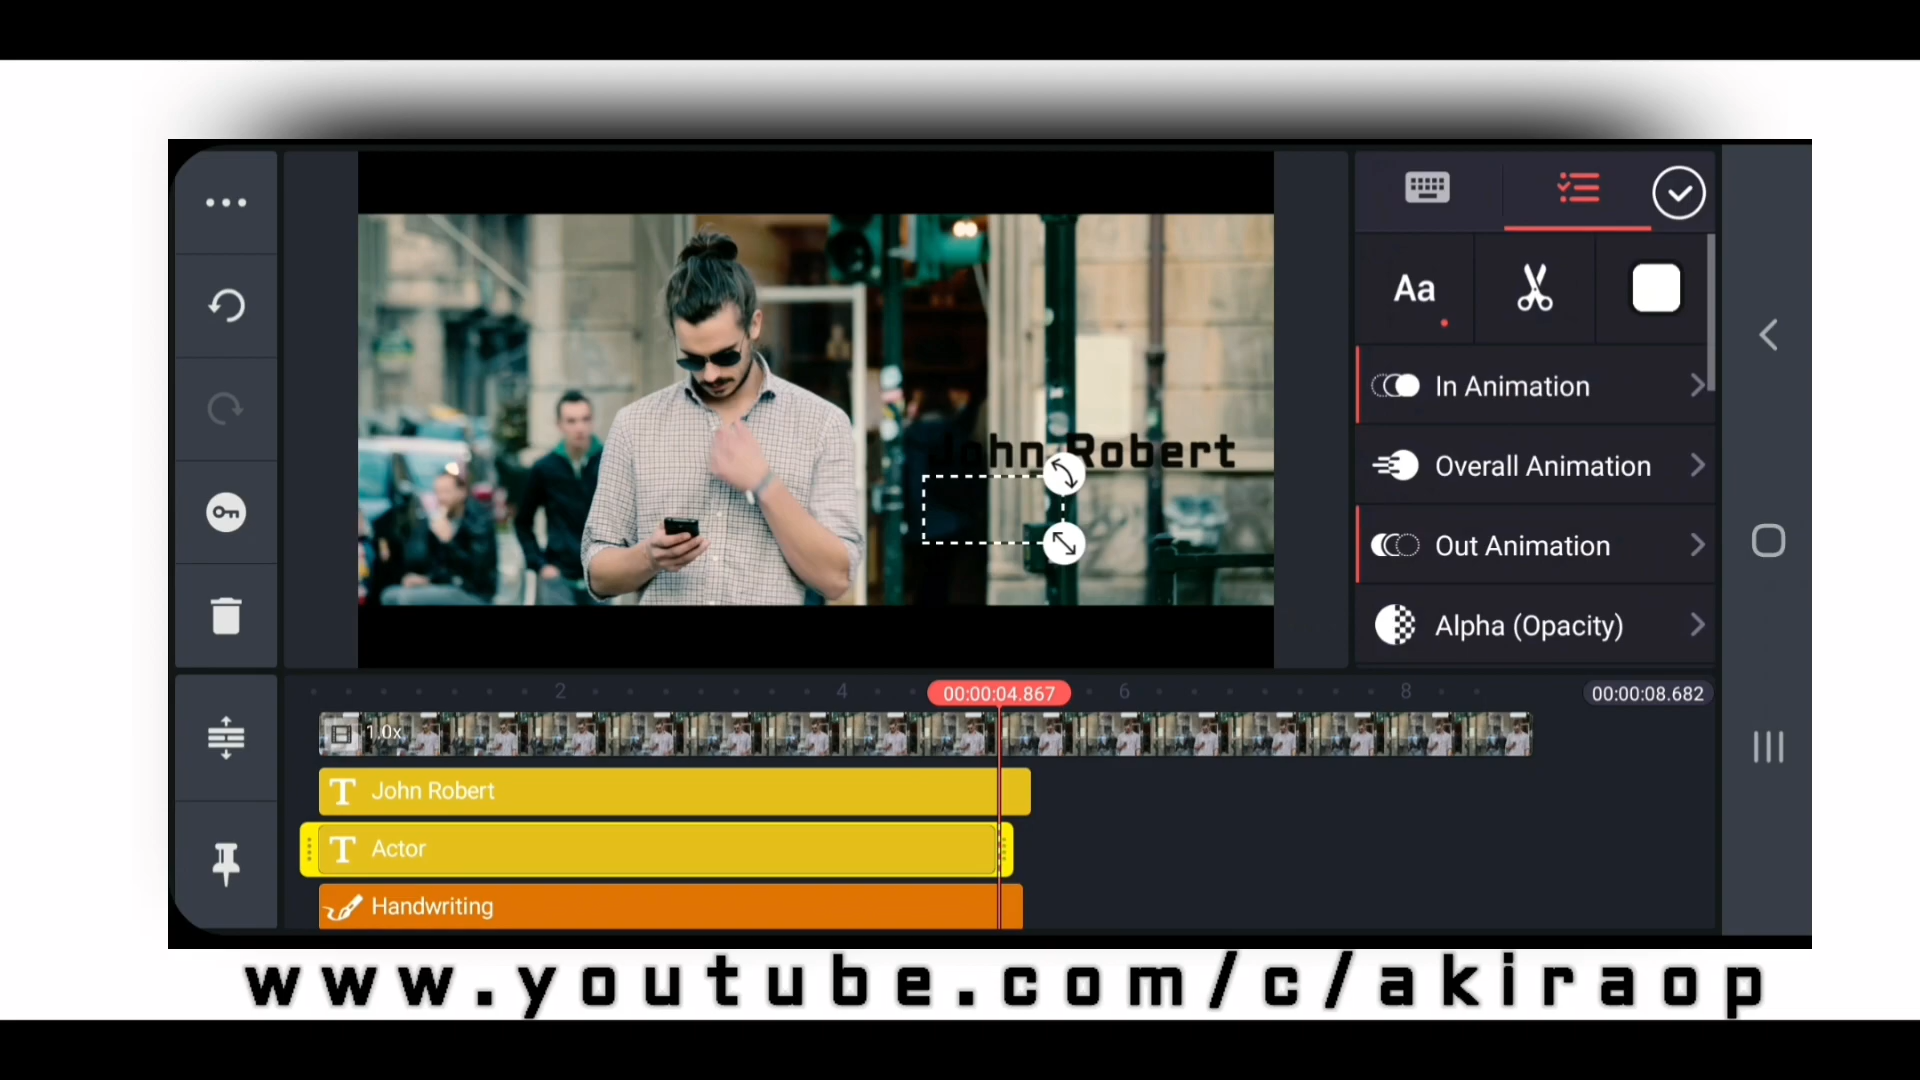 Aa
In Animation
John Robert
Overall Animation
Out Animation
Alpha (Opacity)
2
4
00:00:04.867
6
8
00:00:08.682
1.0x
T John Robert
T Actor
Handwriting
www.youtube.com/c/akiraop